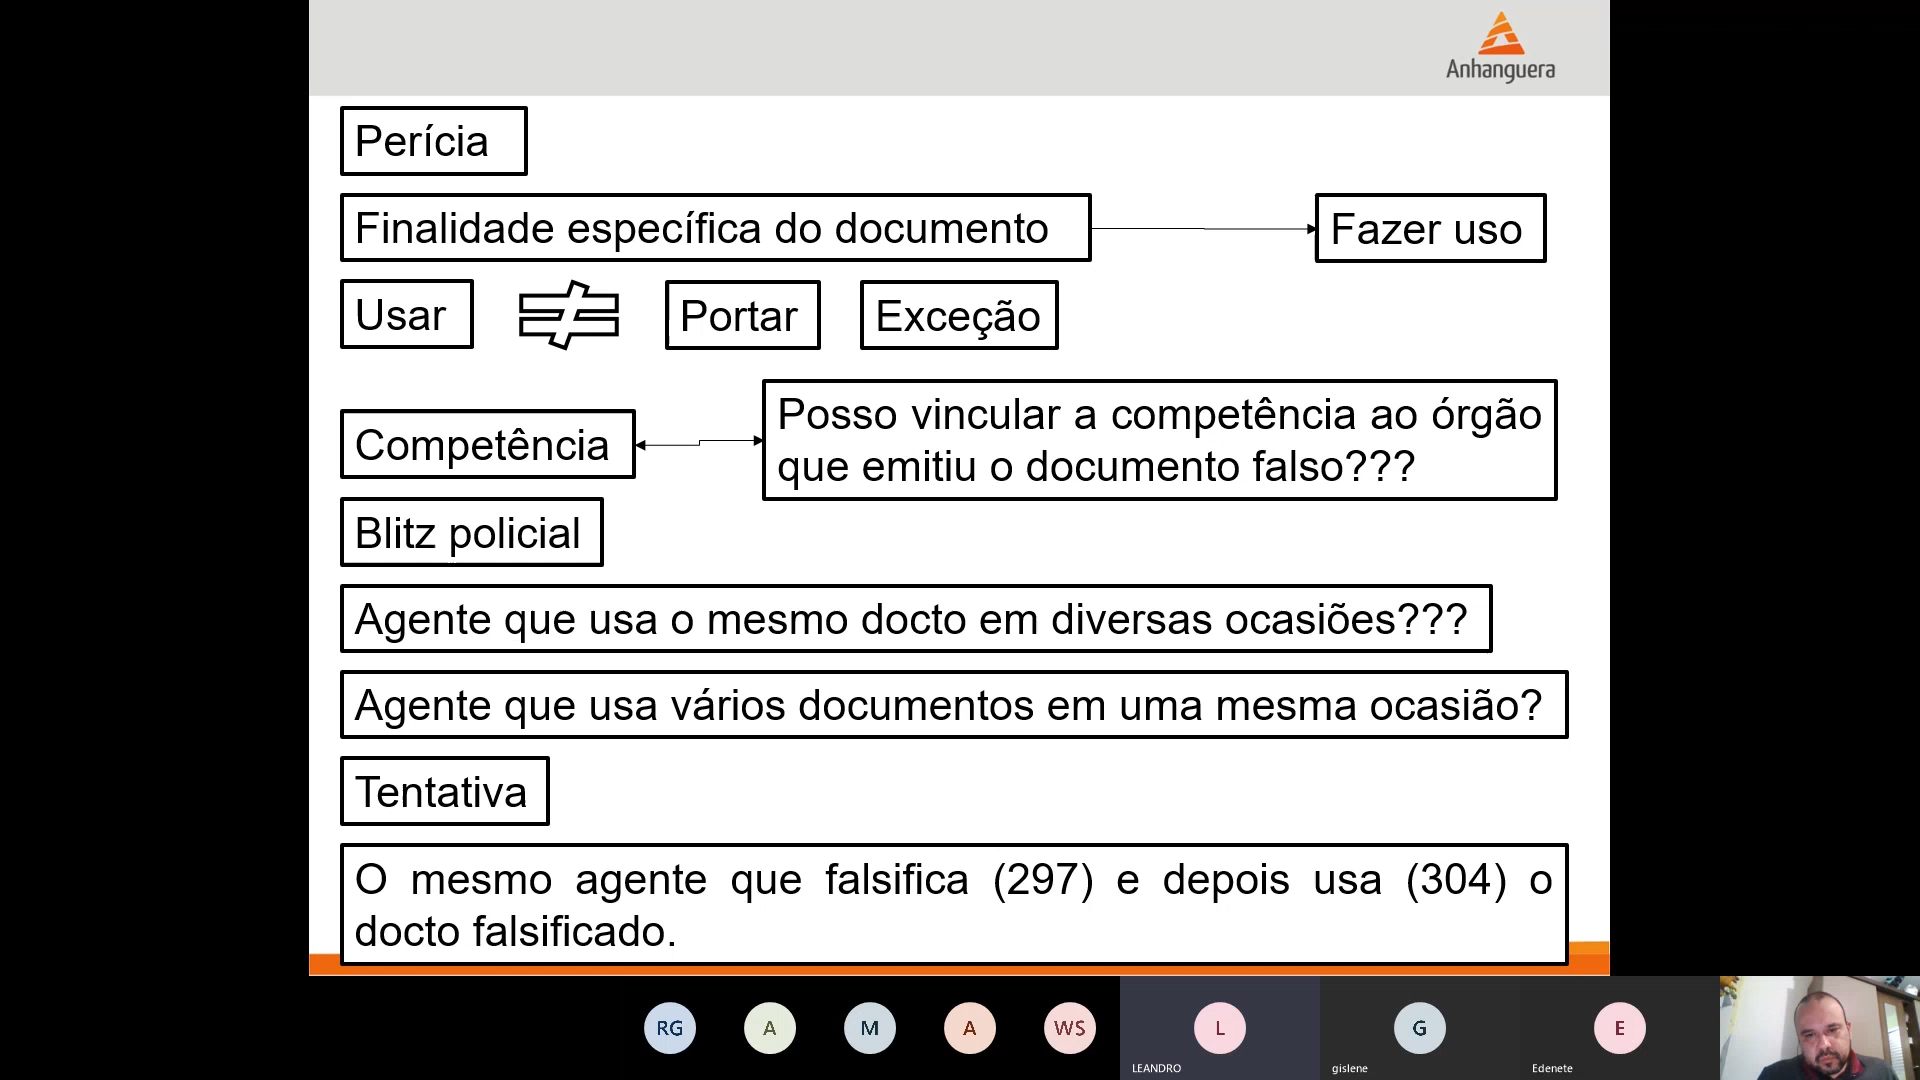 Anhanguera
Perícia
Finalidade específica do documento
Fazer uso
Usar
Portar
Exceção
Competência
Posso vincular a competência ao órgão
que emitiu o documento falso???
Blitz policial
Agente que usa o mesmo docto em diversas ocasiões???
Agente que usa vários documentos em uma mesma ocasião?
Tentativa
O mesmo agente que falsifica (297) e depois usa (304) o
docto falsificado.
RG
A
M
A
WS
L
G
E
LEANDRO
gislene
Edenete